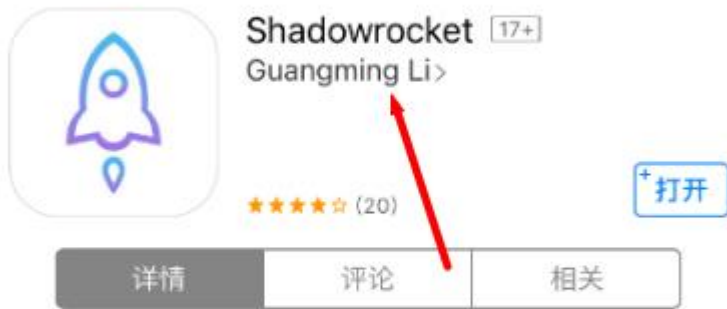 Shadowrocket 17+
Guangming Li>
★★★★☆ (20)
+打开
详情
评论
相关